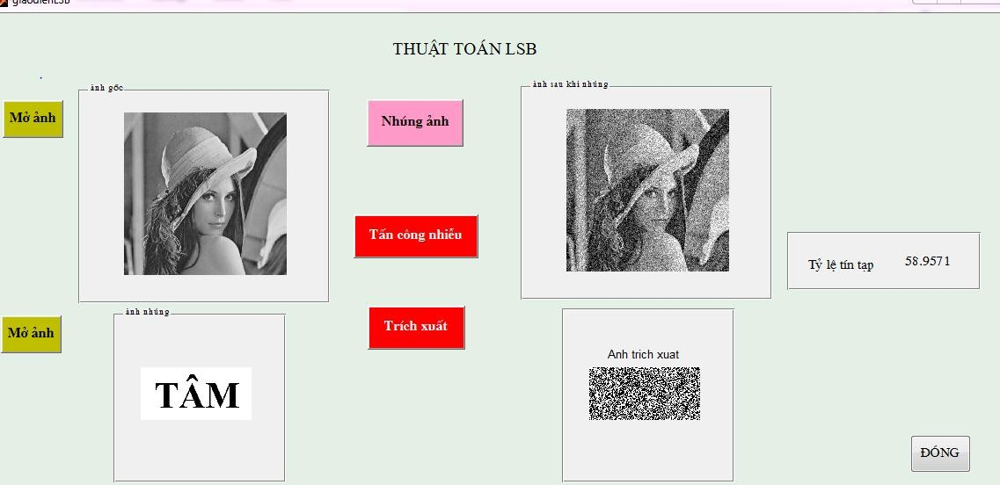 giaodienLSB
THUẬT TOÁN LSB
ảnh gốc
ảnh sau khi nhúng
Mở ảnh
Nhúng ảnh
Tấn công nhiễu
Tỷ lệ tín tạp
58.9571
ảnh nhúng
Mở ảnh
Trích xuất
Anh trich xuat
TÂM
ĐÓNG